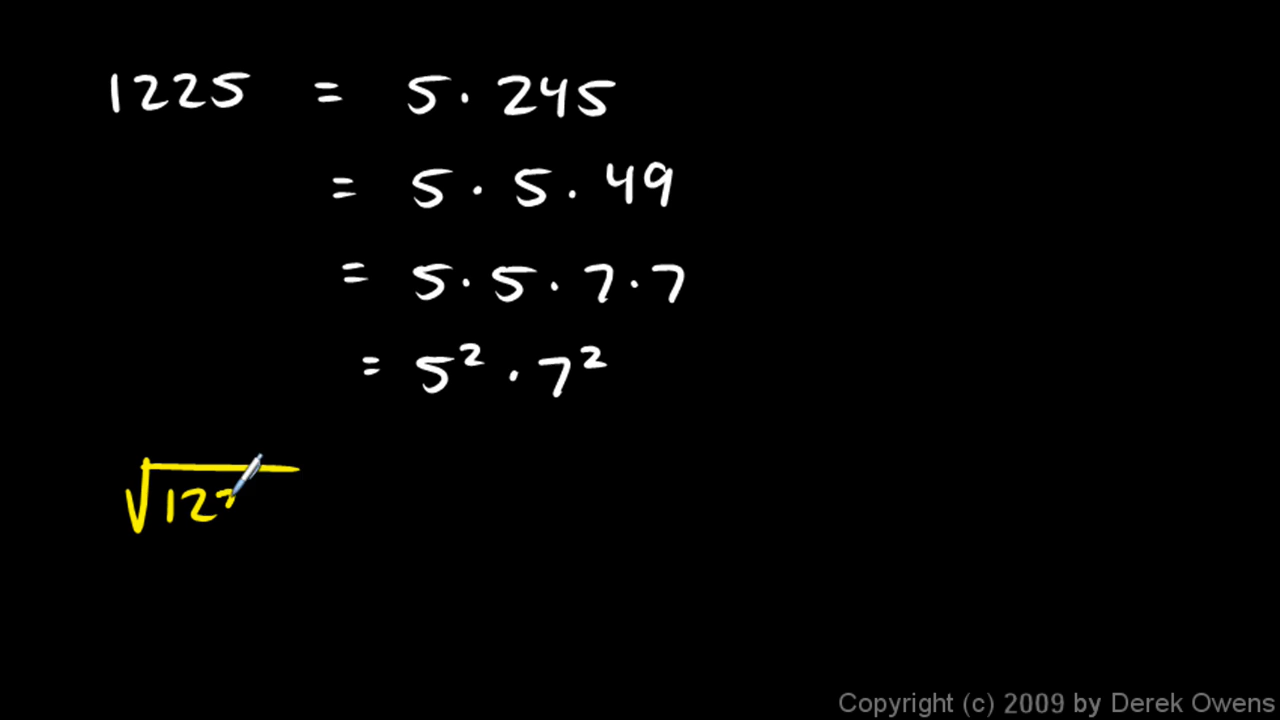 1225 = 5 · 245
= 5 · 5 · 49
= 5 · 5 · 7 · 7
= 5² · 7²
√12
Copyright (c) 2009 by Derek Owens